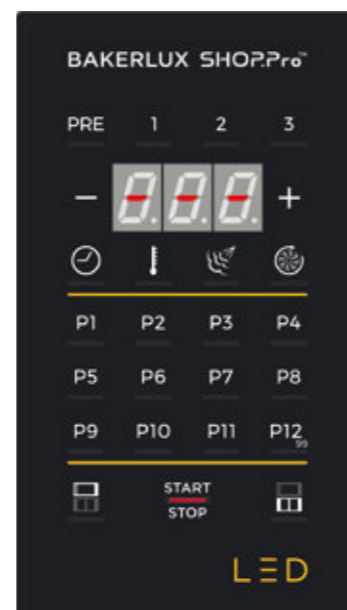 BAKERLUX SHOP.Pro™
PRE 1 2 3
− --- +
P1 P2 P3 P4
P5 P6 P7 P8
P9 P10 P11 P12
99
START
STOP
LED